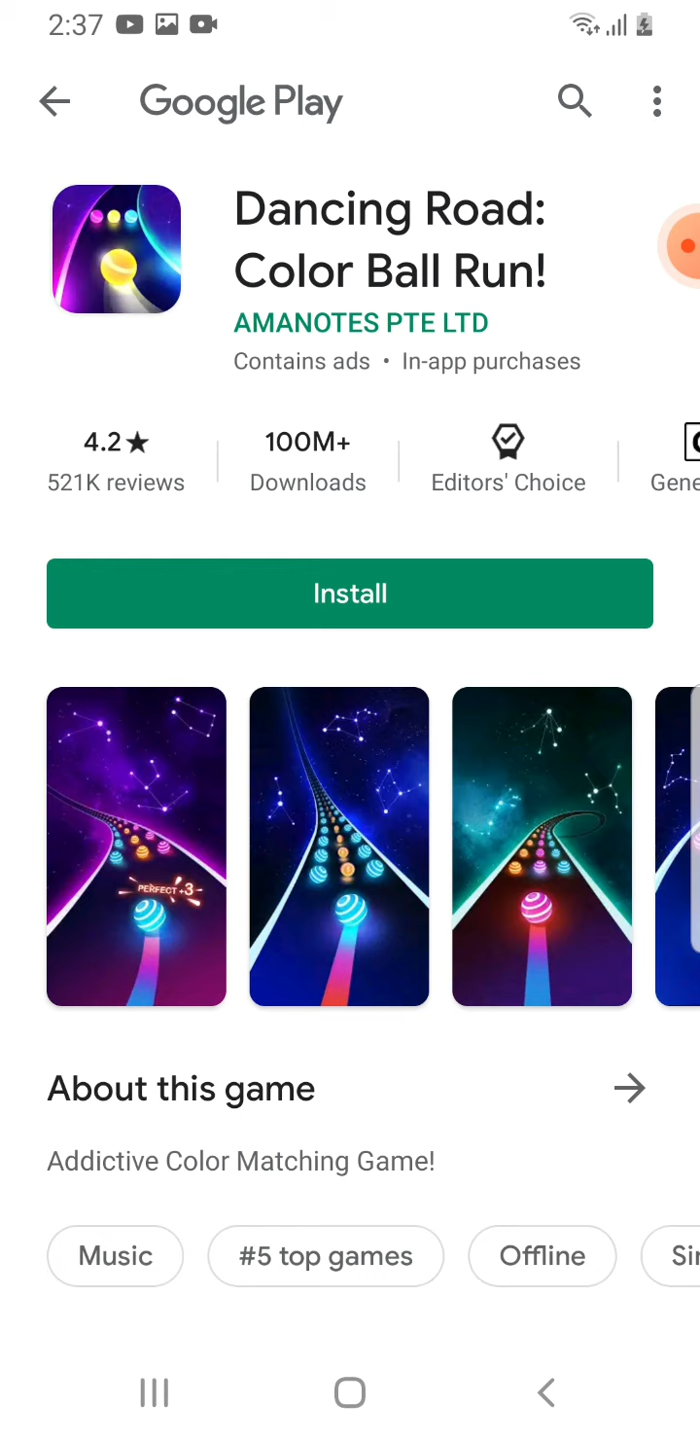 2:37
Google Play
Dancing Road:
Color Ball Run!
AMANOTES PTE LTD
Contains ads • In-app purchases
4.2★
521K reviews
100M+
Downloads
Editors' Choice
Gene
Install
PERFECT +3
About this game
Addictive Color Matching Game!
Music
#5 top games
Offline
Sin